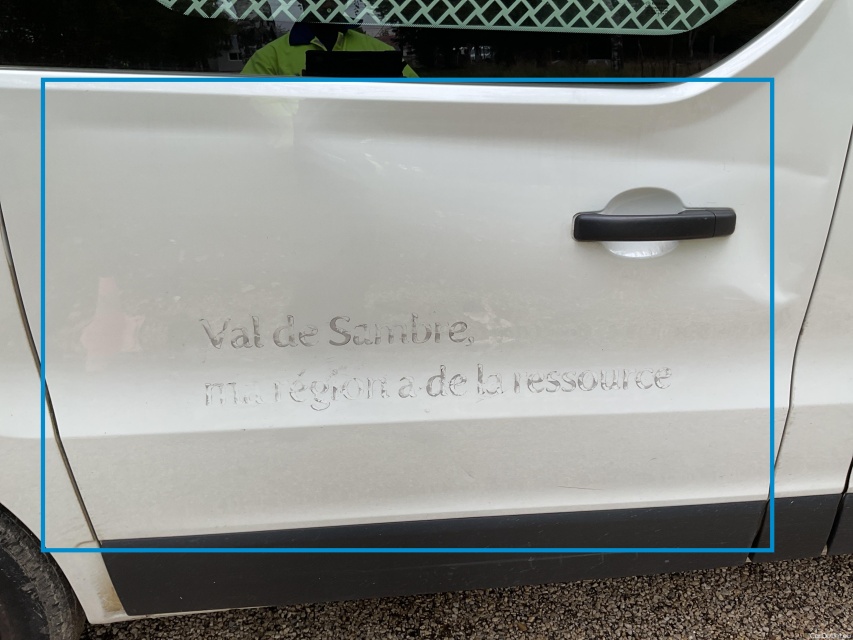 Val de Sambre,
ma région a de la ressource